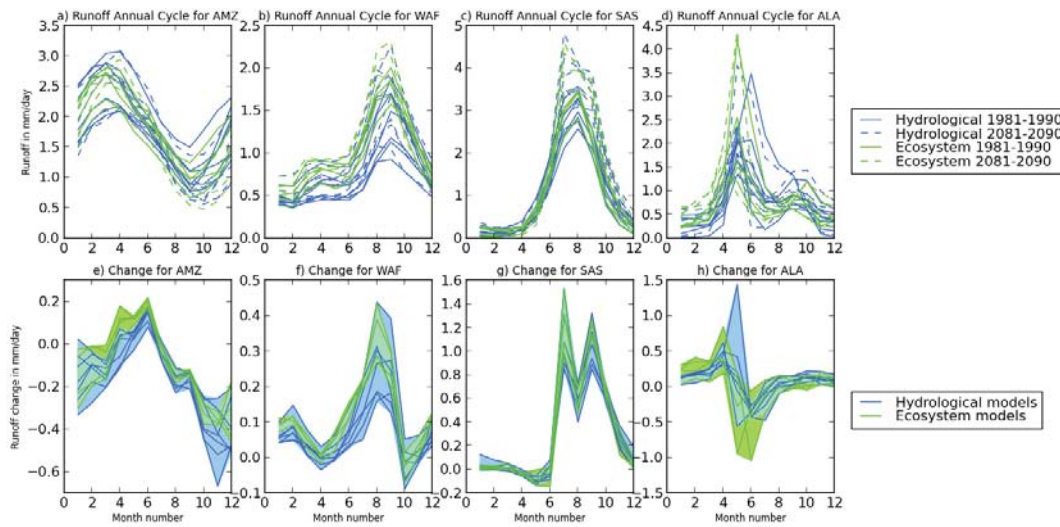 a) Runoff Annual Cycle for AMZ
b) Runoff Annual Cycle for WAF
c) Runoff Annual Cycle for SAS
d) Runoff Annual Cycle for ALA
Runoff in mm/day
3.5
3.0
2.5
2.0
1.5
1.0
0.5
0.0
0 2 4 6 8 10 12
2.5
2.0
1.5
1.0
0.5
0.0
0 2 4 6 8 10 12
5
4
3
2
1
0
0 2 4 6 8 10 12
4.5
4.0
3.5
3.0
2.5
2.0
1.5
1.0
0.5
0.0
0 2 4 6 8 10 12
Hydrological 1981-1990
Hydrological 2081-2090
Ecosystem 1981-1990
Ecosystem 2081-2090
e) Change for AMZ
f) Change for WAF
g) Change for SAS
h) Change for ALA
Runoff change in mm/day
0.2
0.0
−0.2
−0.4
−0.6
0 2 4 6 8 10 12
Month number
0.5
0.4
0.3
0.2
0.1
0.0
−0.1
0 2 4 6 8 10 12
Month number
1.6
1.4
1.2
1.0
0.8
0.6
0.4
0.2
0.0
−0.2
0 2 4 6 8 10 12
Month number
1.5
1.0
0.5
0.0
−0.5
−1.0
−1.5
0 2 4 6 8 10 12
Month number
Hydrological models
Ecosystem models